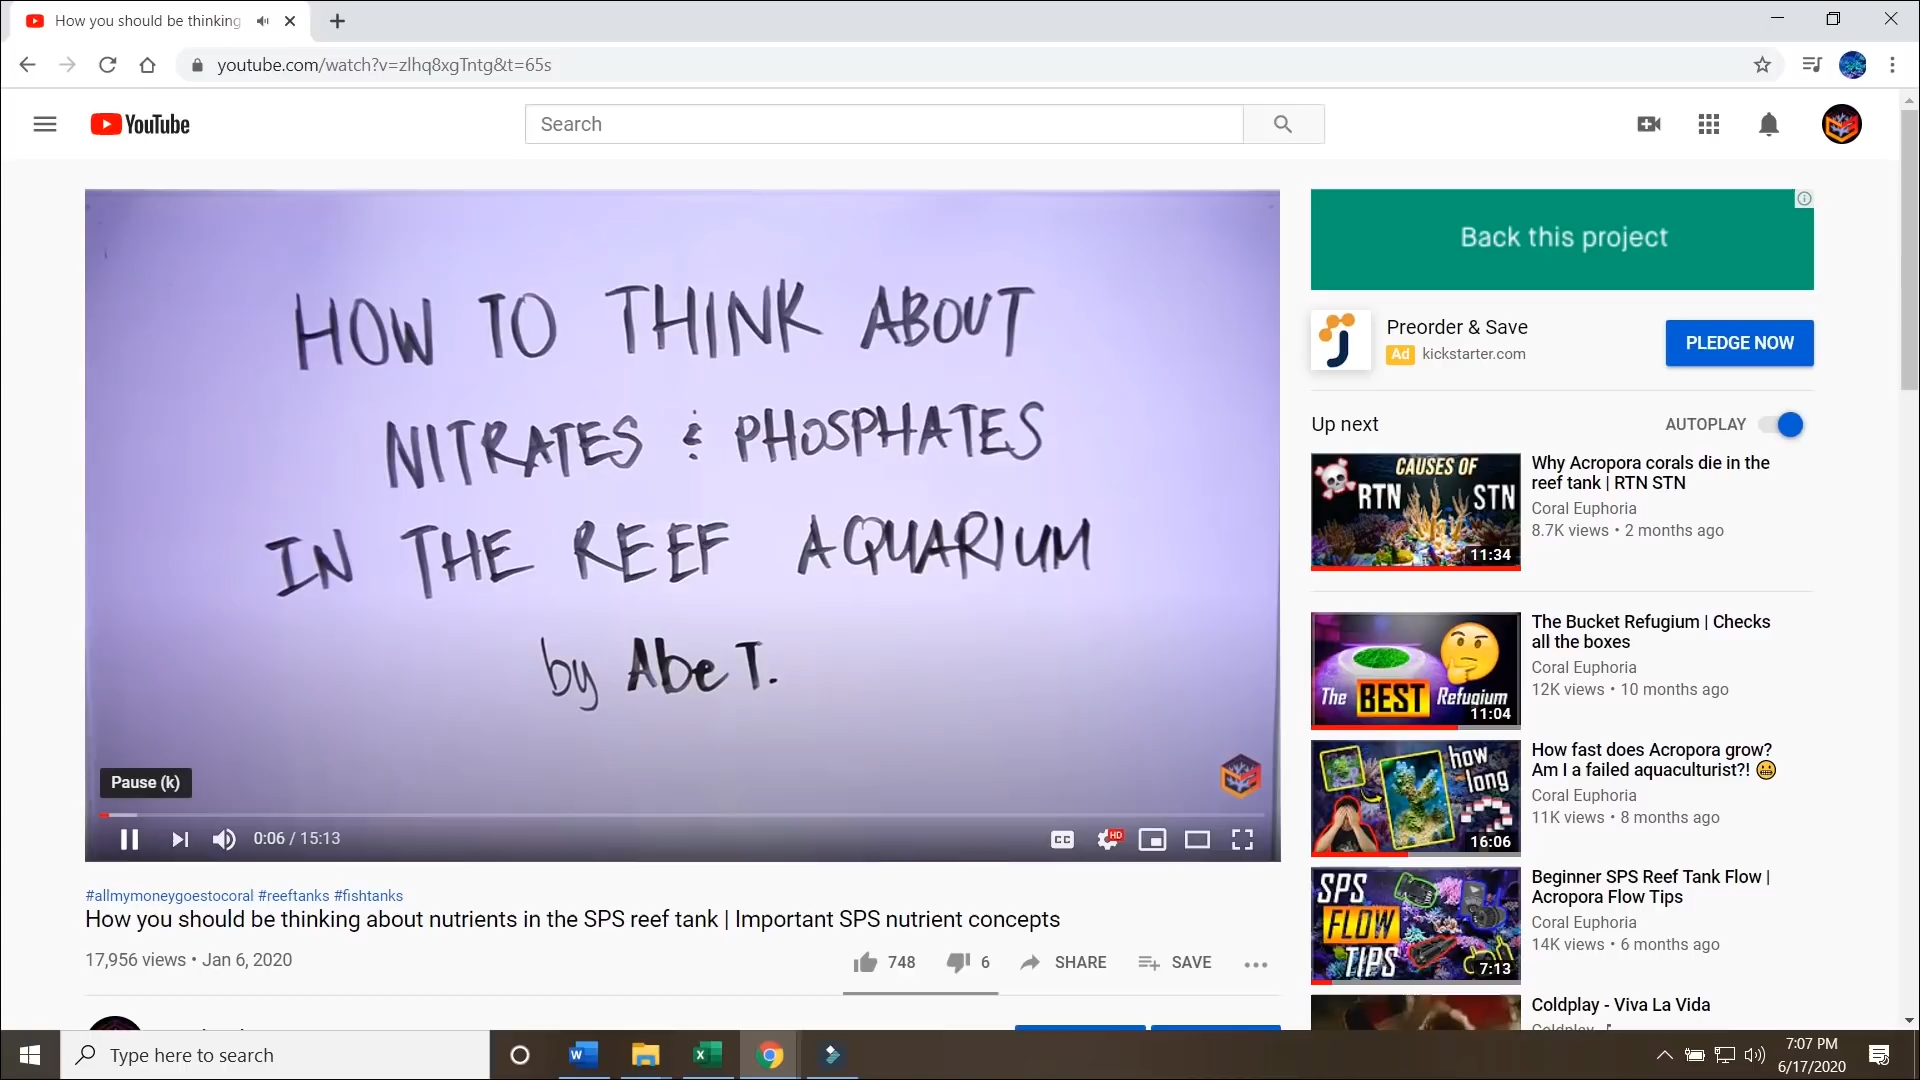 How you should be thinking
youtube.com/watch?v=zlhq8xgTntg&t=65s
YouTube
Search
HOW TO THINK ABOUT
NITRATES & PHOSPHATES
IN THE REEF AQUARIUM
by Abe T.
Pause (k)
0:06 / 15:13
CC
HD
#allmymoneygoestocoral #reeftanks #fishtanks
How you should be thinking about nutrients in the SPS reef tank | Important SPS nutrient concepts
17,956 views • Jan 6, 2020
748
6
SHARE
SAVE
Back this project
Preorder & Save
Ad kickstarter.com
PLEDGE NOW
Up next
AUTOPLAY
CAUSES OF
RTN STN
11:34
Why Acropora corals die in the
reef tank | RTN STN
Coral Euphoria
8.7K views • 2 months ago
The BEST Refugium
11:04
The Bucket Refugium | Checks
all the boxes
Coral Euphoria
12K views • 10 months ago
how
long
16:06
How fast does Acropora grow?
Am I a failed aquaculturist?! 😬
Coral Euphoria
11K views • 8 months ago
SPS
FLOW
TIPS
7:13
Beginner SPS Reef Tank Flow |
Acropora Flow Tips
Coral Euphoria
14K views • 6 months ago
Coldplay - Viva La Vida
Type here to search
7:07 PM
6/17/2020